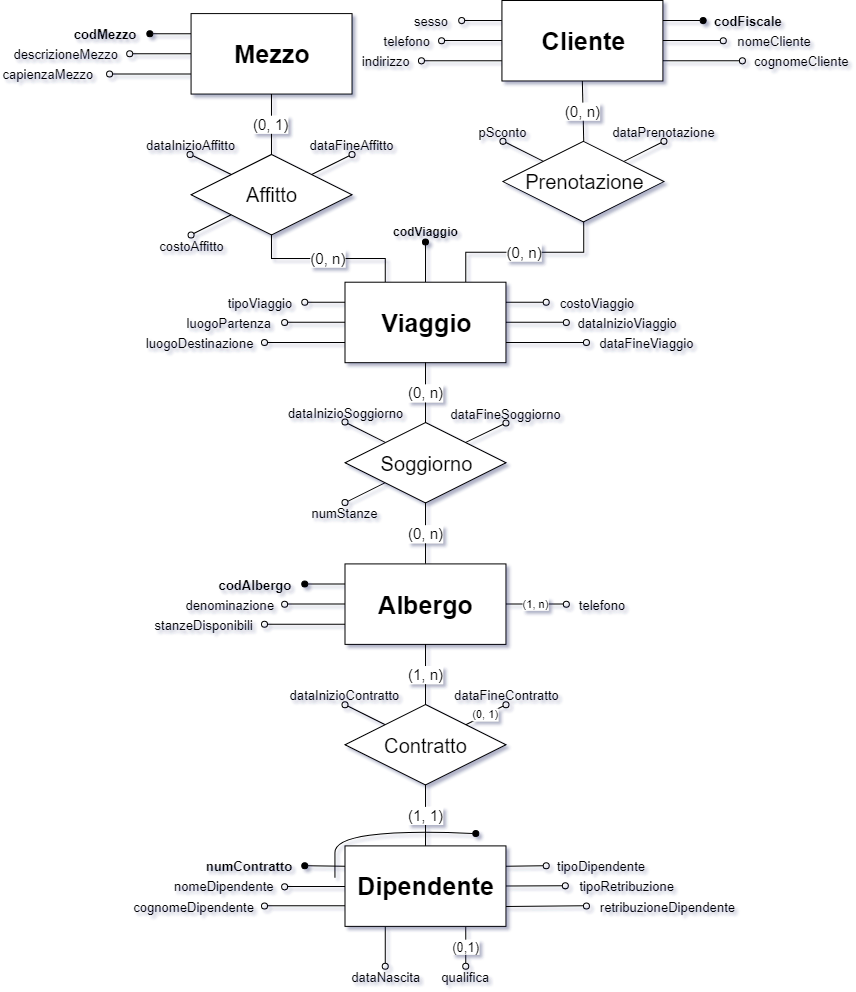 codMezzo
descrizioneMezzo
capienzaMezzo
Mezzo
sesso
telefono
indirizzo
Cliente
codFiscale
nomeCliente
cognomeCliente
(0, 1)
(0, n)
dataInizioAffitto
dataFineAffitto
Affitto
costoAffitto
pSconto
dataPrenotazione
Prenotazione
codViaggio
(0, n)
(0, n)
tipoViaggio
luogoPartenza
luogoDestinazione
Viaggio
costoViaggio
dataInizioViaggio
dataFineViaggio
(0, n)
dataInizioSoggiorno
dataFineSoggiorno
Soggiorno
numStanze
(0, n)
codAlbergo
denominazione
stanzeDisponibili
Albergo
(1, n)
telefono
(1, n)
dataInizioContratto
dataFineContratto
(0, 1)
Contratto
(1, 1)
numContratto
nomeDipendente
cognomeDipendente
Dipendente
tipoDipendente
tipoRetribuzione
retribuzioneDipendente
(0,1)
dataNascita
qualifica